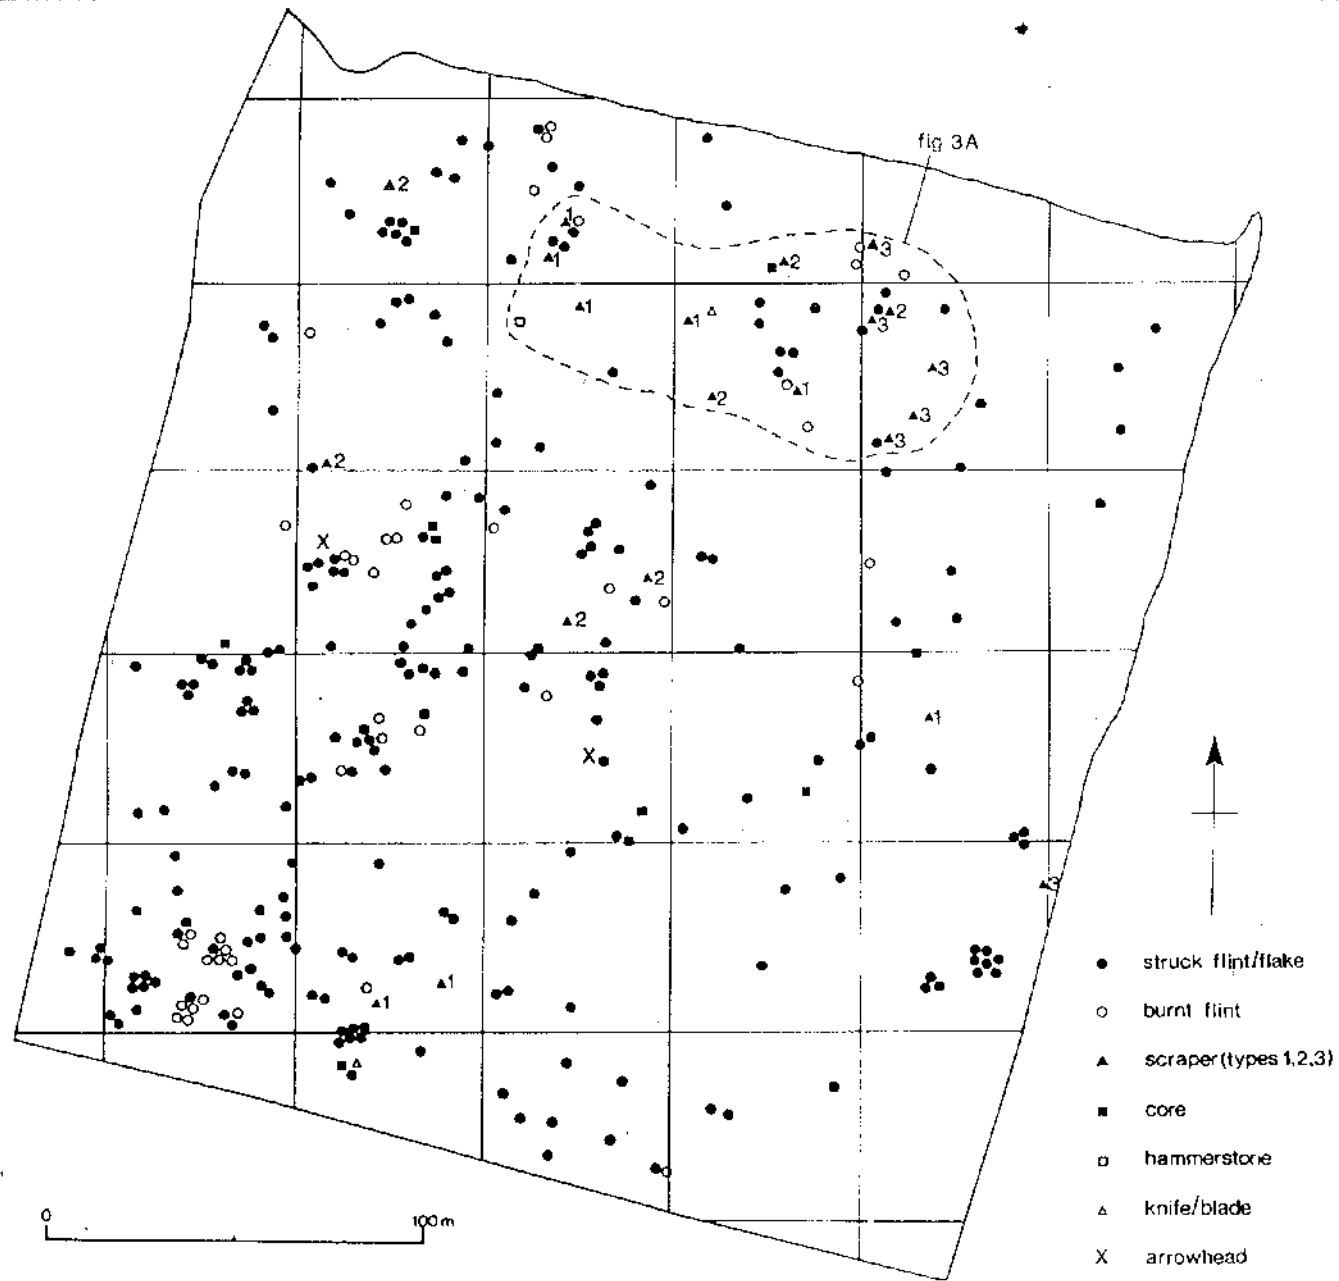 fig 3A
2
1
1
2
3
1
1
2
3
3
1
2
3
3
2
2
2
1
3
1
1
struck flint/flake
burnt flint
scraper (types 1,2,3)
core
hammerstone
knife/blade
X arrowhead
0 100m
X
X